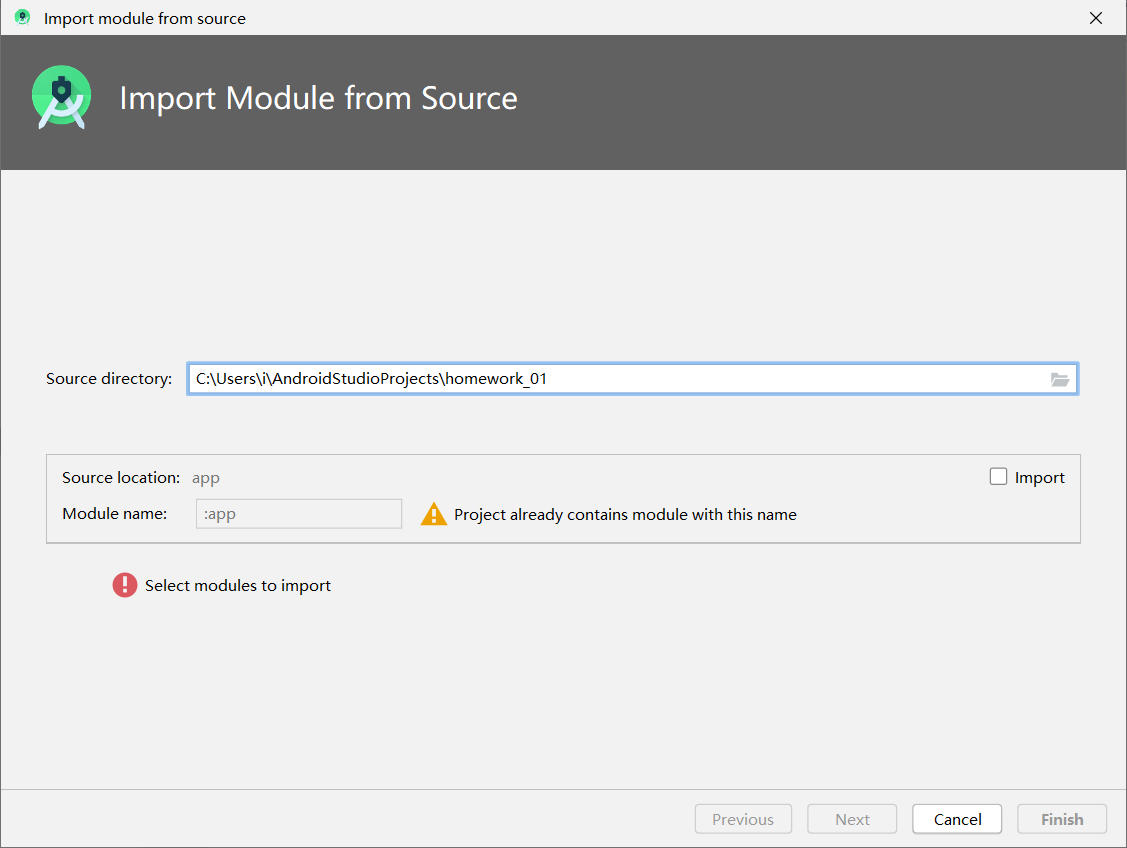 Import module from source
Import Module from Source
Source directory: C:\Users\i\AndroidStudioProjects\homework_01
Source location: app Import
Module name: :app Project already contains module with this name
Select modules to import
Previous Next Cancel Finish